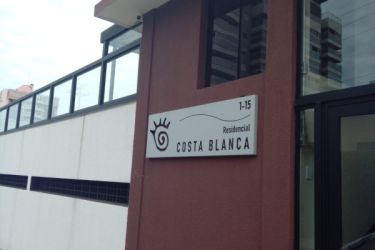 1-15
Residencial
COSTA BLANCA